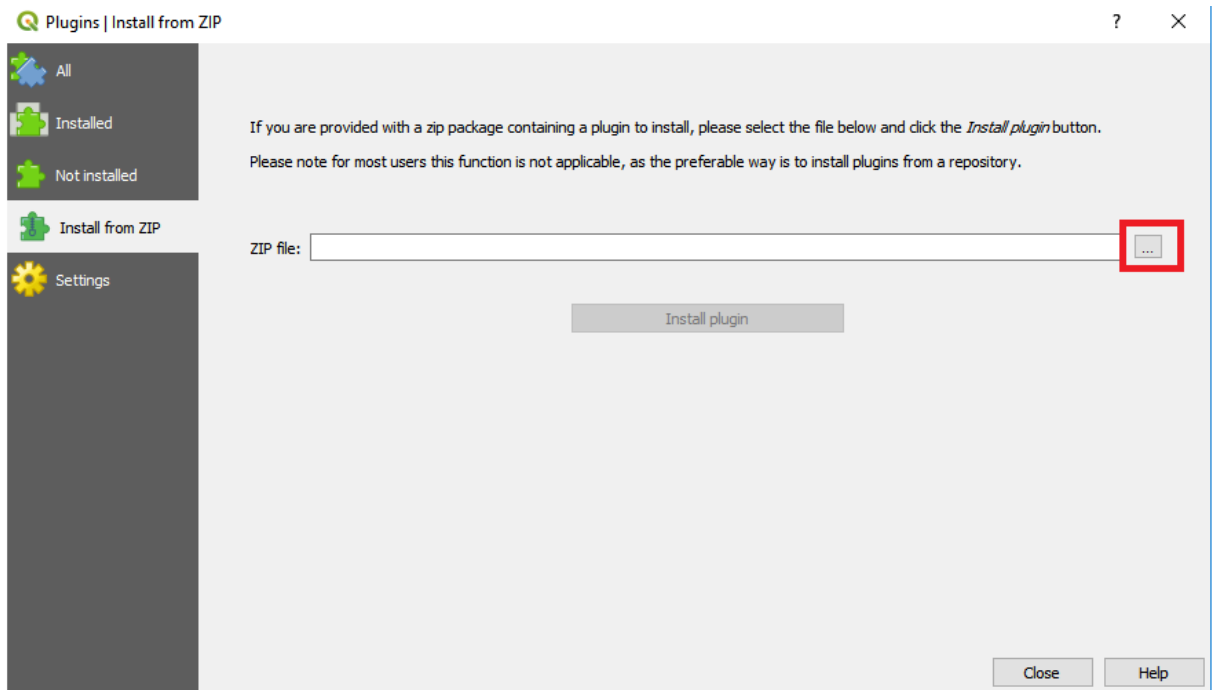 Plugins | Install from ZIP
?
All
Installed
Not installed
Install from ZIP
Settings
If you are provided with a zip package containing a plugin to install, please select the file below and click the Install plugin button.
Please note for most users this function is not applicable, as the preferable way is to install plugins from a repository.
ZIP file:
...
Install plugin
Close
Help